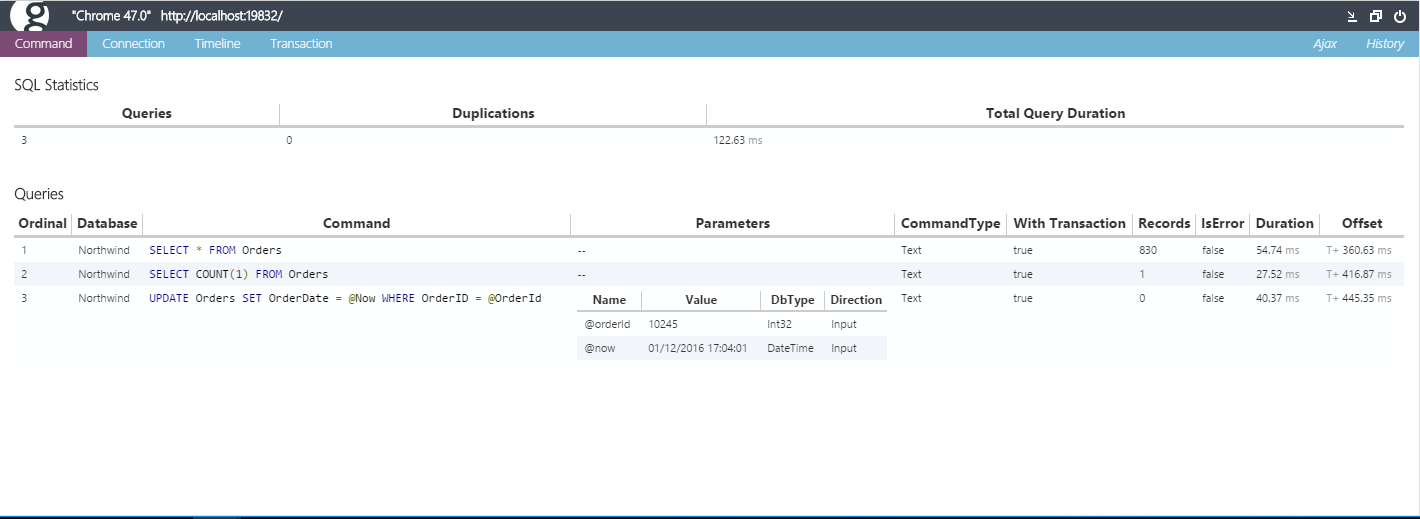 g "Chrome 47.0" http://localhost:19832/
Command Connection Timeline Transaction Ajax History
SQL Statistics
Queries Duplications Total Query Duration
3 0 122.63 ms
Queries
Ordinal Database Command Parameters CommandType With Transaction Records IsError Duration Offset
1 Northwind SELECT * FROM Orders -- Text true 830 false 54.74 ms T+ 360.63 ms
2 Northwind SELECT COUNT(1) FROM Orders -- Text true 1 false 27.52 ms T+ 416.87 ms
3 Northwind UPDATE Orders SET OrderDate = @Now WHERE OrderID = @OrderId Name Value DbType Direction Text true 0 false 40.37 ms T+ 445.35 ms
@orderId 10245 Int32 Input
@now 01/12/2016 17:04:01 DateTime Input